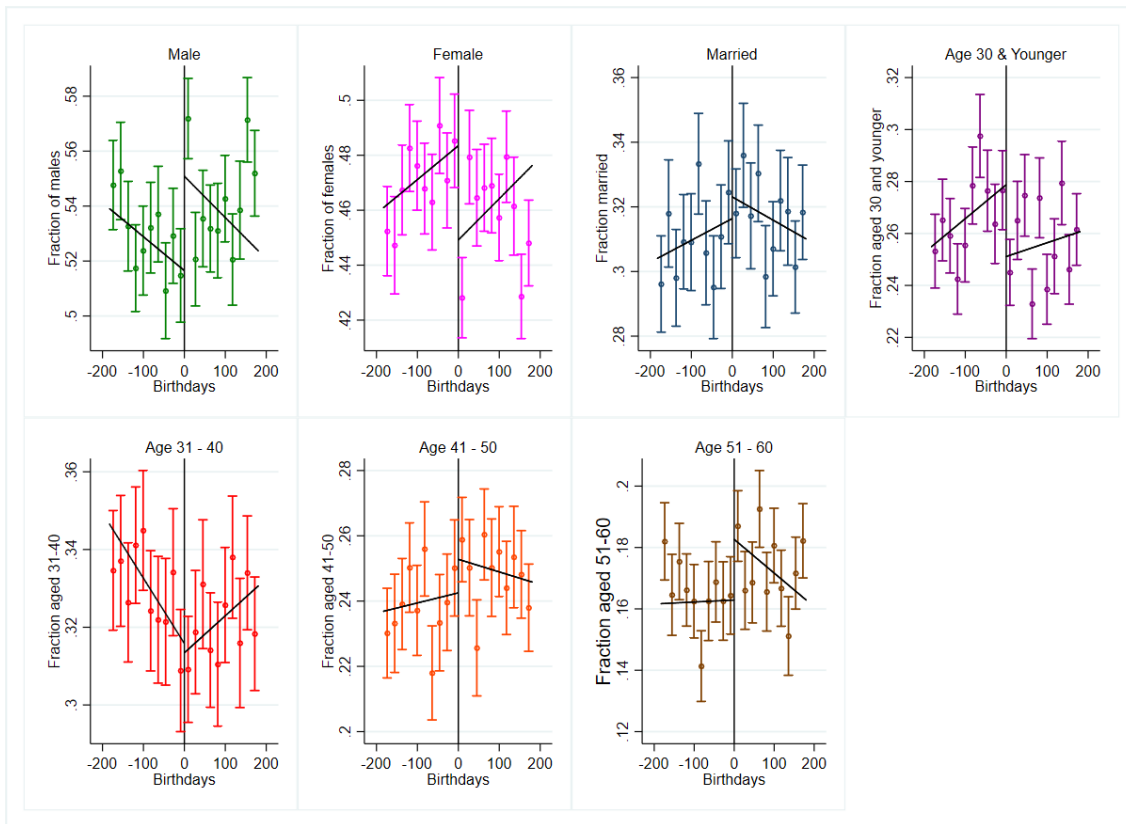 Male
Fraction of males
.5 .52 .54 .56 .58
-200 -100 0 100 200
Birthdays
Female
Fraction of females
.42 .44 .46 .48 .5
-200 -100 0 100 200
Birthdays
Married
Fraction married
.28 .3 .32 .34 .36
-200 -100 0 100 200
Birthdays
Age 30 & Younger
Fraction aged 30 and younger
.22 .24 .26 .28 .3 .32
-200 -100 0 100 200
Birthdays
Age 31 - 40
Fraction aged 31-40
.3 .32 .34 .36
-200 -100 0 100 200
Birthdays
Age 41 - 50
Fraction aged 41-50
.2 .22 .24 .26 .28
-200 -100 0 100 200
Birthdays
Age 51 - 60
Fraction aged 51-60
.12 .14 .16 .18 .2
-200 -100 0 100 200
Birthdays